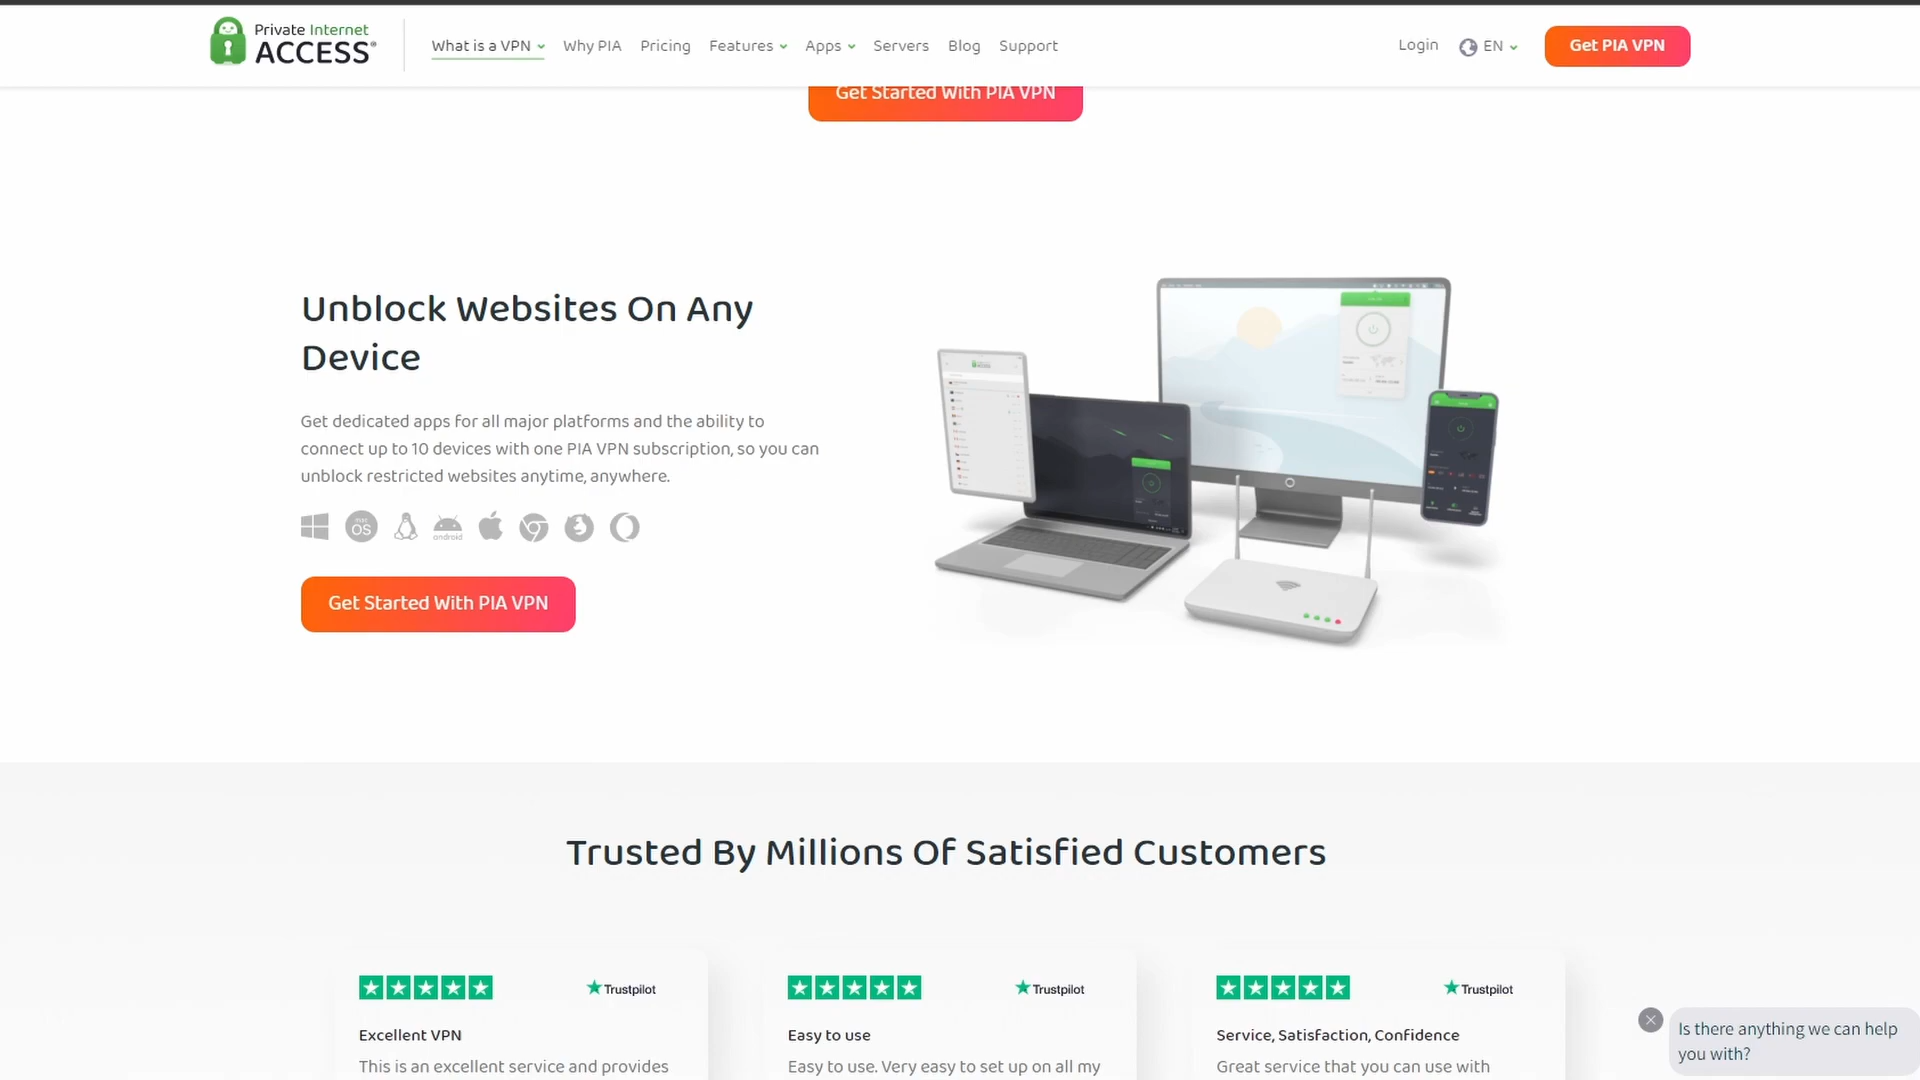 Private Internet
ACCESS®
What is a VPN
Why PIA
Pricing
Features
Apps
Servers
Blog
Support
Login
EN
Get PIA VPN
Get Started With PIA VPN
Unblock Websites On Any
Device
Get dedicated apps for all major platforms and the ability to
connect up to 10 devices with one PIA VPN subscription, so you can
unblock restricted websites anytime, anywhere.
mac
OS
android
Get Started With PIA VPN
Trusted By Millions Of Satisfied Customers
Trustpilot
Excellent VPN
This is an excellent service and provides
Trustpilot
Easy to use
Easy to use. Very easy to set up on all my
Trustpilot
Service, Satisfaction, Confidence
Great service that you can use with
Is there anything we can help
you with?